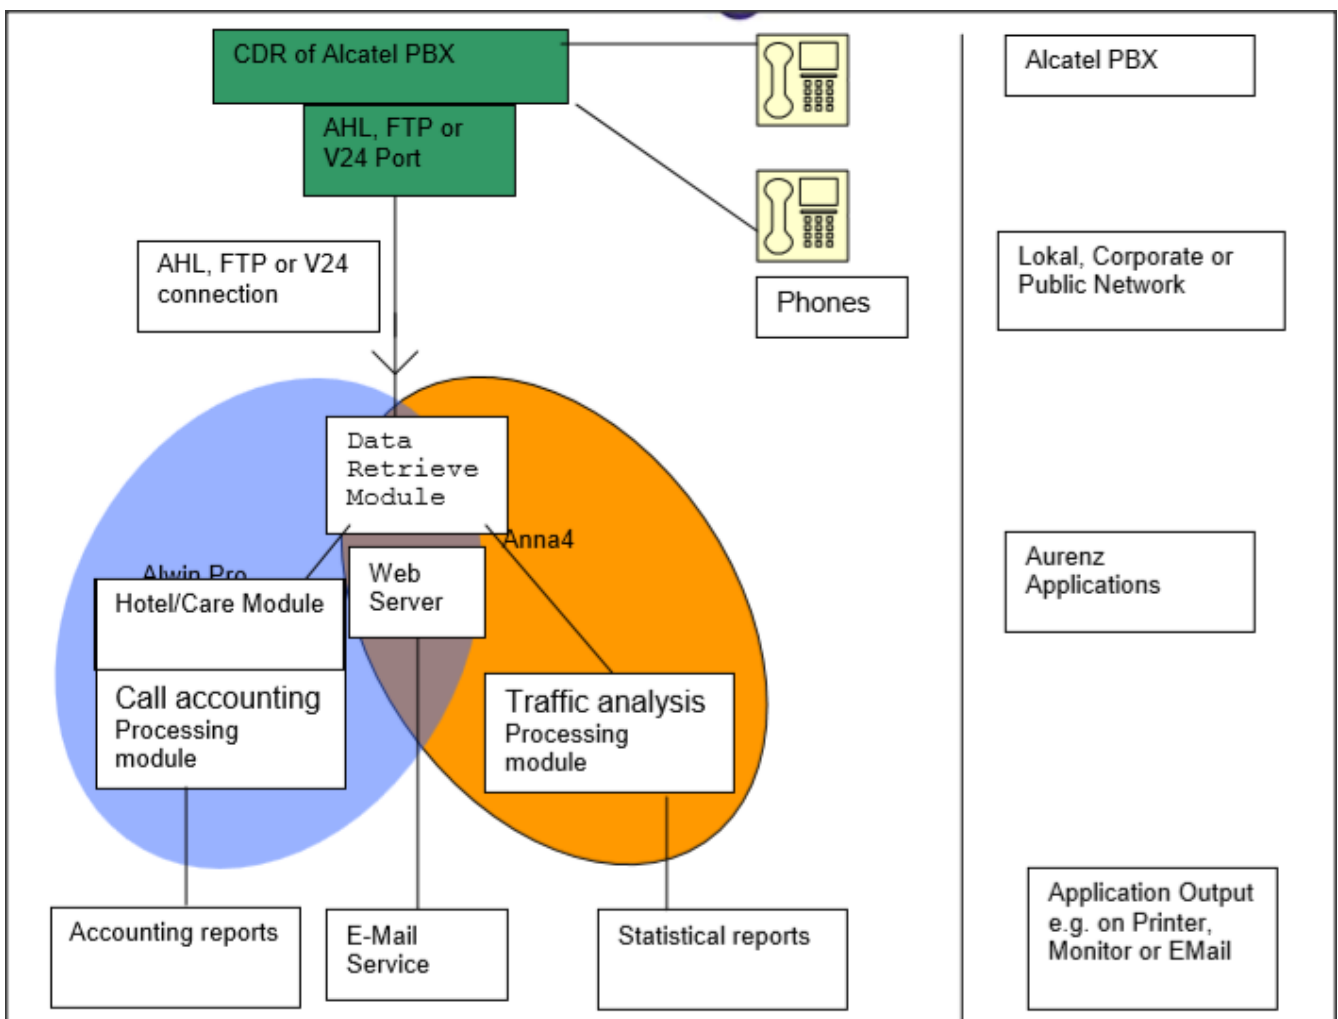 CDR of Alcatel PBX
AHL, FTP or
V24 Port
AHL, FTP or V24
connection
Phones
Data
Retrieve
Module
Anna4
Alwin Pro
Web
Server
Hotel/Care Module
Call accounting
Processing
module
Traffic analysis
Processing
module
Accounting reports
E-Mail
Service
Statistical reports
Alcatel PBX
Lokal, Corporate or
Public Network
Aurenz
Applications
Application Output
e.g. on Printer,
Monitor or EMail